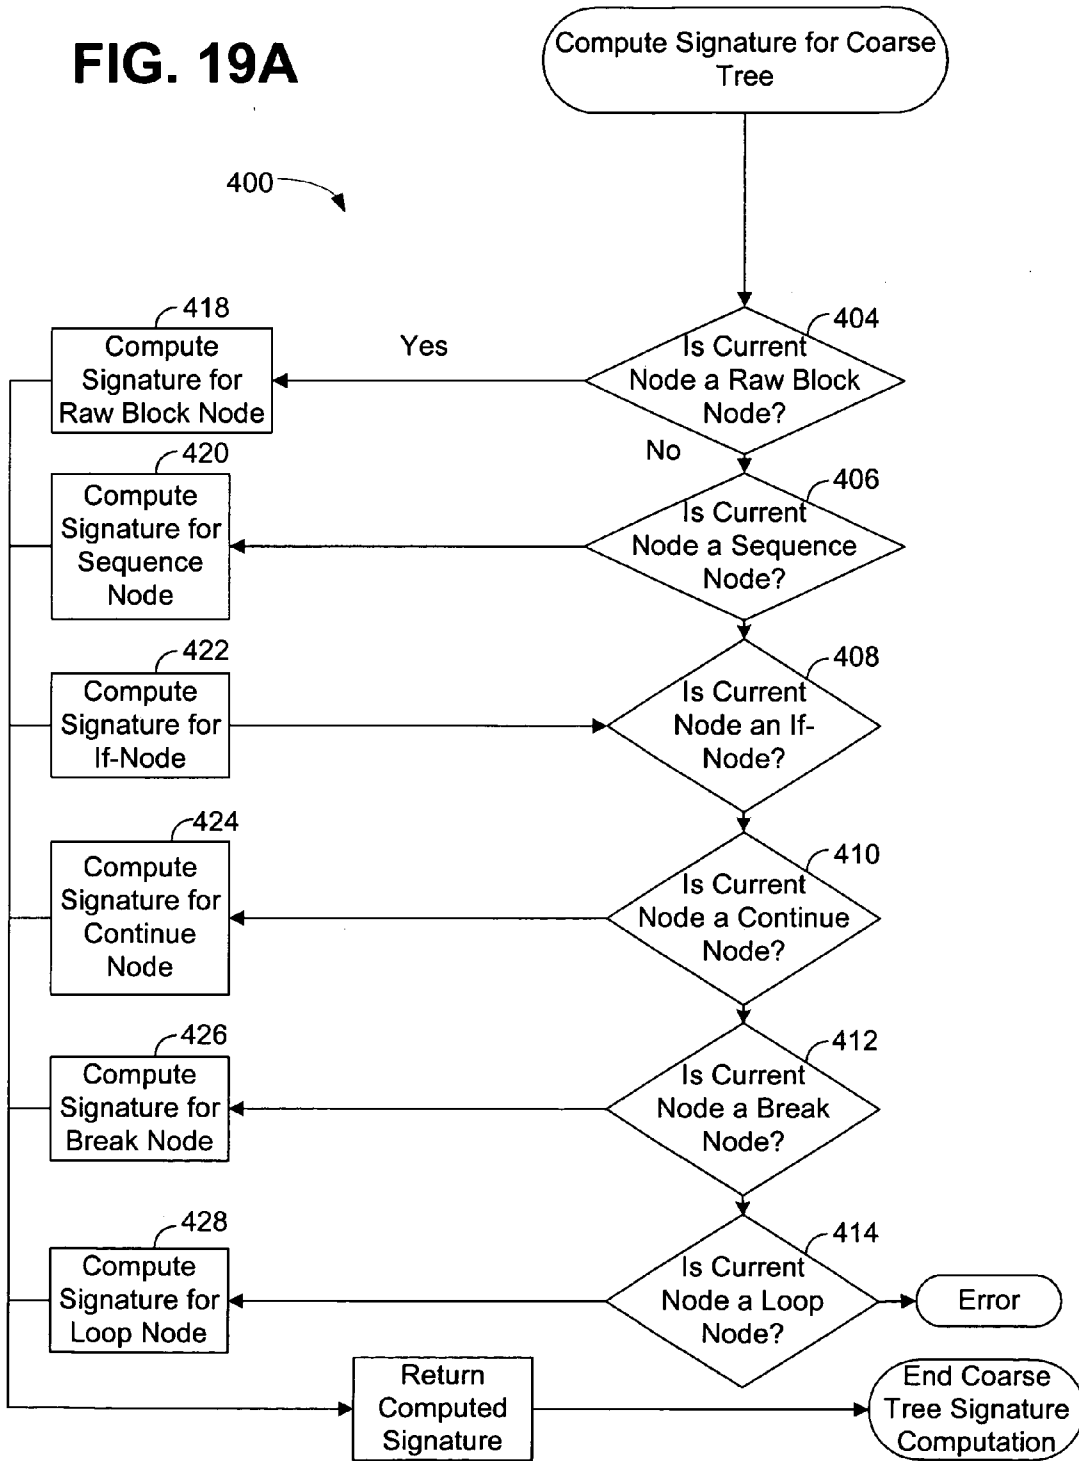 FIG. 19A
Compute Signature for Coarse
Tree
400
418
Compute
Signature for
Raw Block Node
Yes
404
Is Current
Node a Raw Block
Node?
No
420
Compute
Signature for
Sequence
Node
406
Is Current
Node a Sequence
Node?
422
Compute
Signature for
If-Node
408
Is Current
Node an If-
Node?
424
Compute
Signature for
Continue
Node
410
Is Current
Node a Continue
Node?
426
Compute
Signature for
Break Node
412
Is Current
Node a Break
Node?
428
Compute
Signature for
Loop Node
414
Is Current
Node a Loop
Node?
Error
Return
Computed
Signature
End Coarse
Tree Signature
Computation